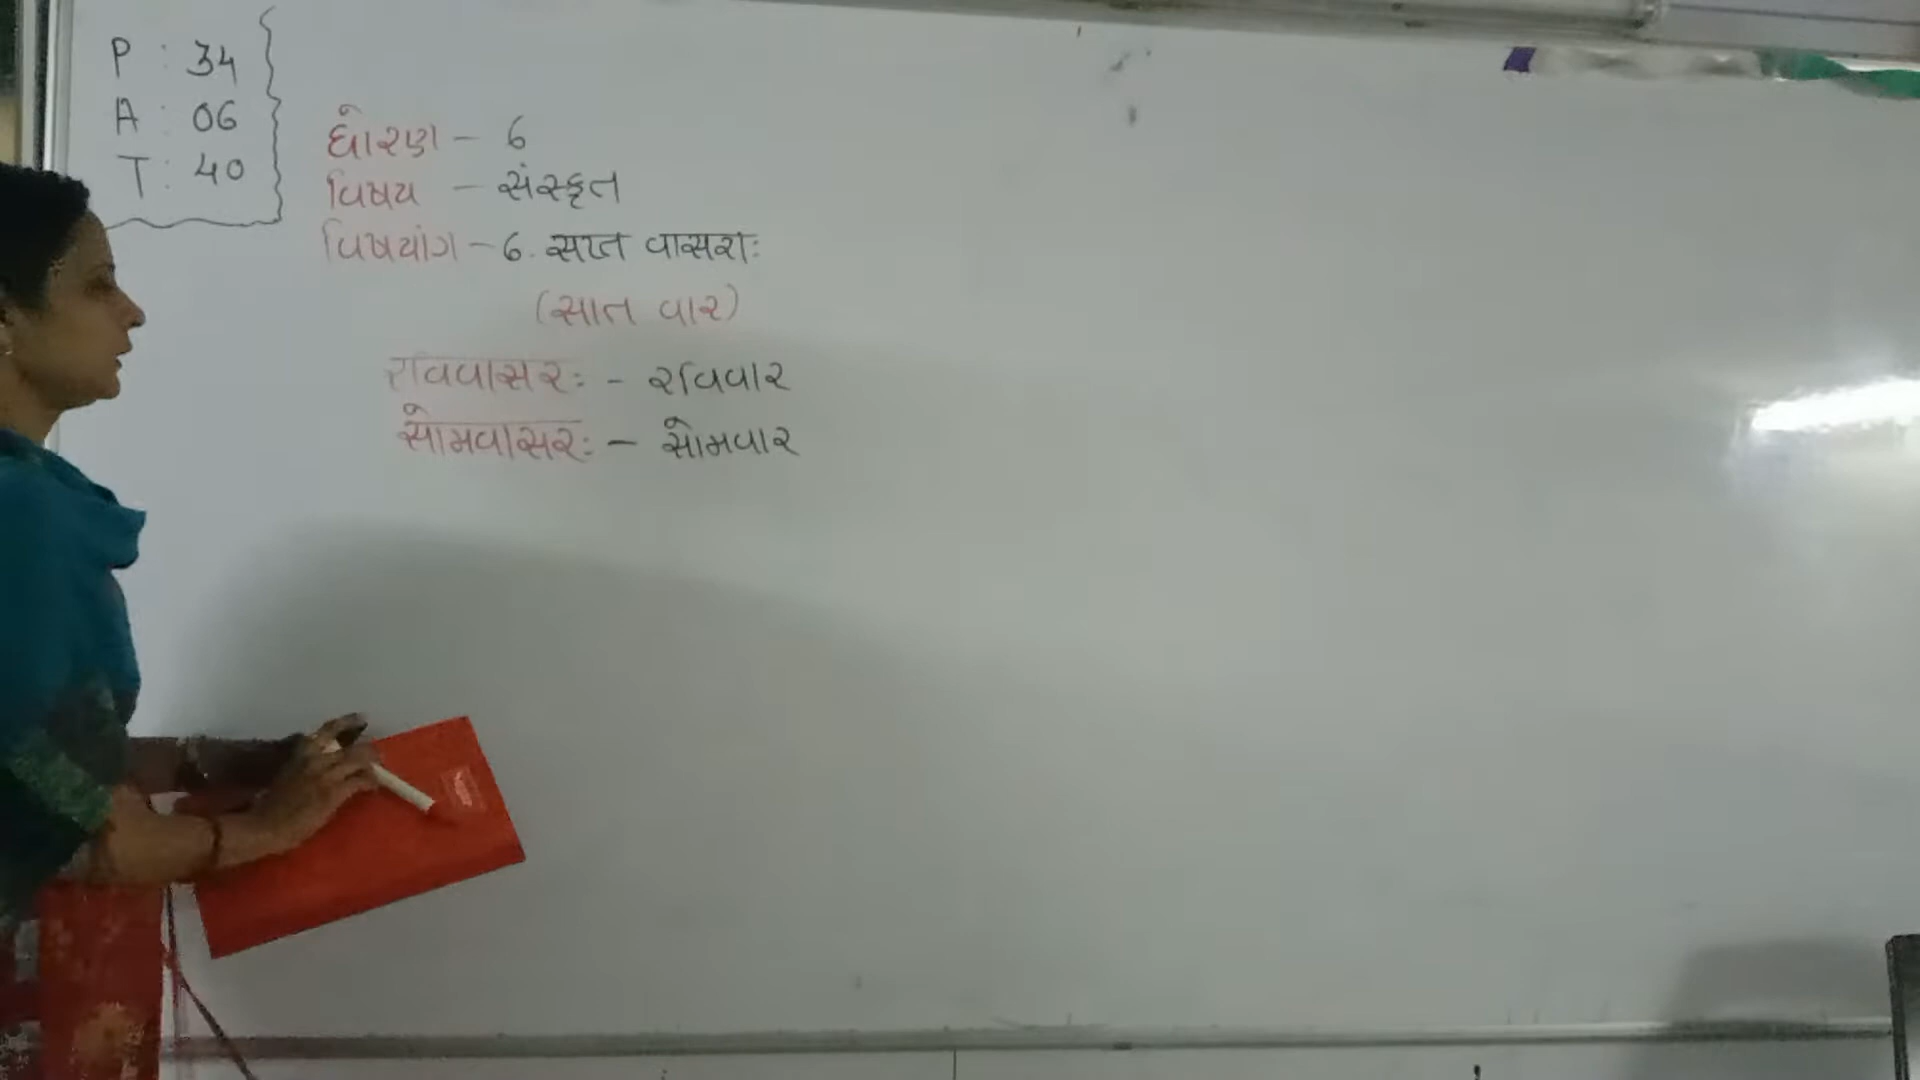 P : 34
A : 06
T : 40
ધોરણ - 6
વિષય - સંસ્કૃત
વિષયાંગ - 6. સપ્ત વાસરાઃ
(સાત વાર)
રવિવાસરઃ - રવિવાર
સોમવાસરઃ - સોમવાર